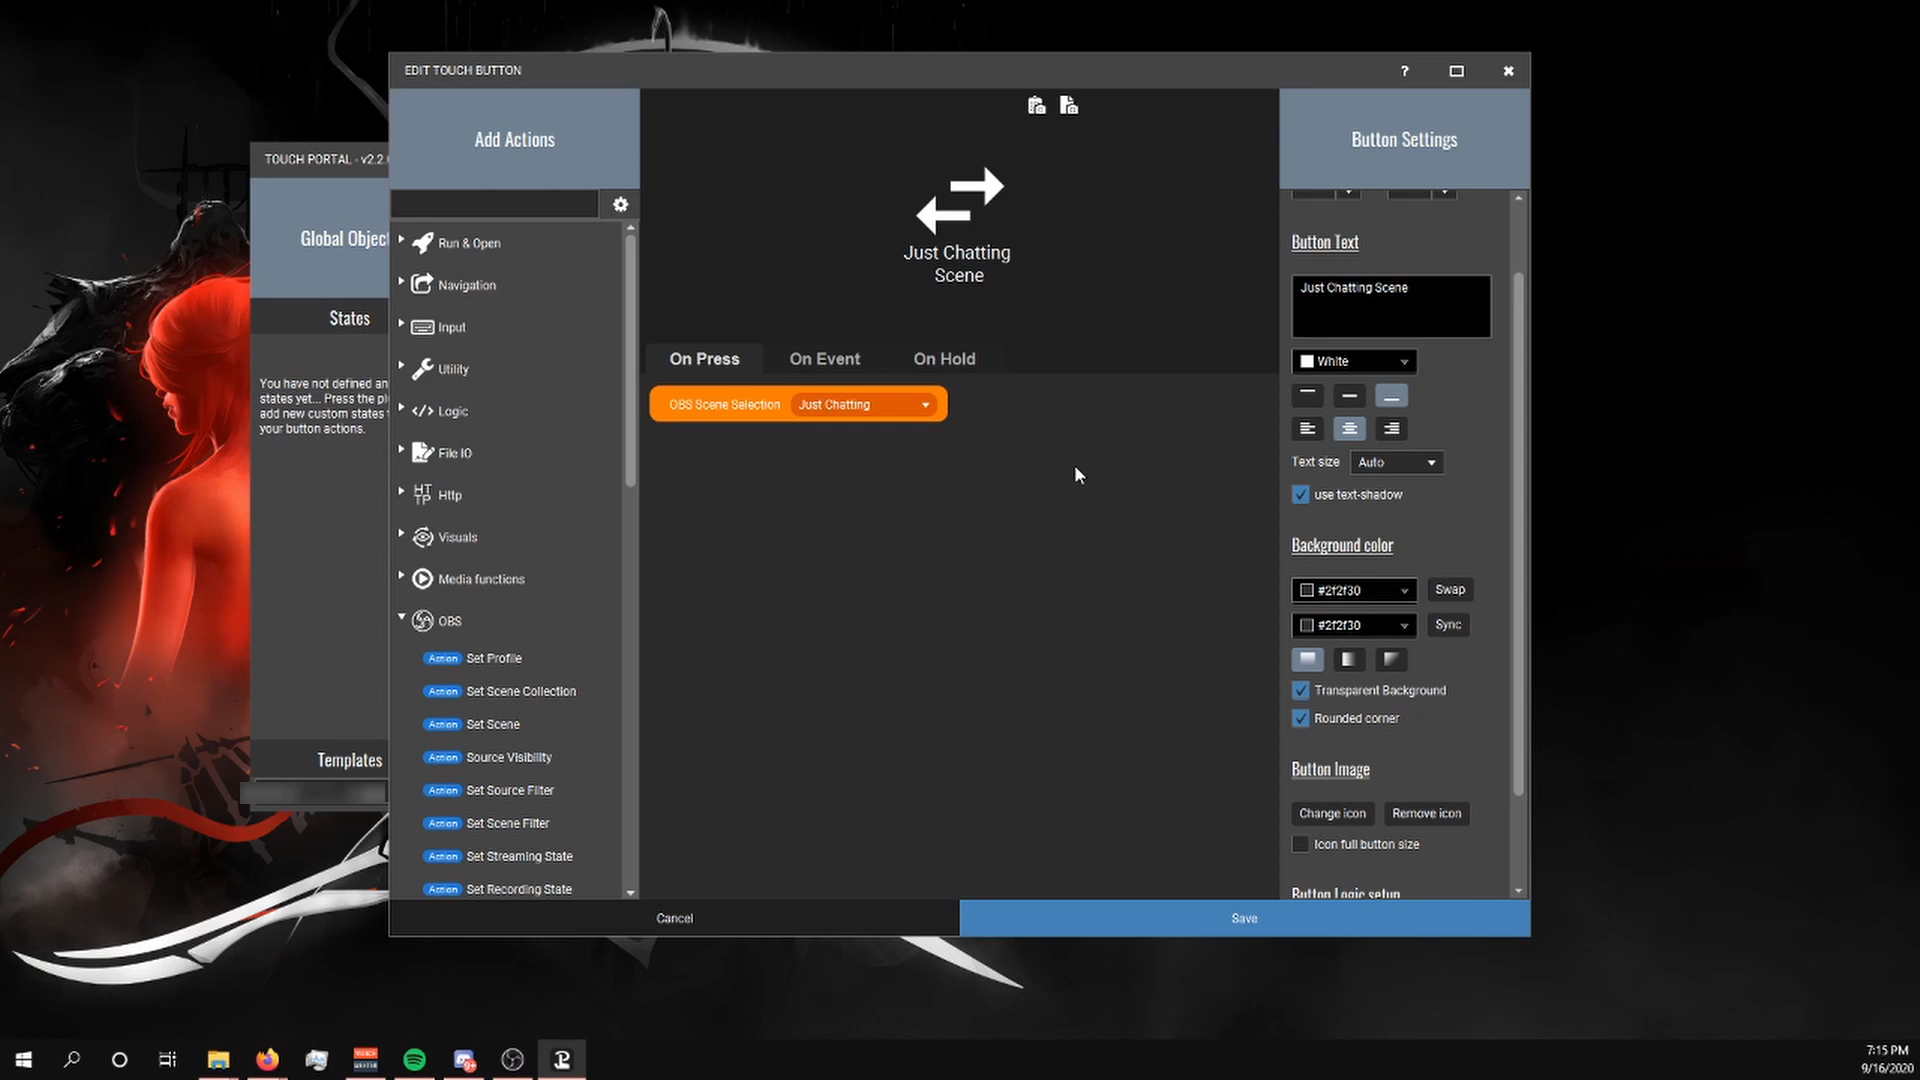 EDIT TOUCH BUTTON
?
TOUCH PORTAL - v2.2.
Global Objec
States
You have not defined an
states yet... Press the pl
add new custom states
your button actions.
Templates
Add Actions
Run & Open
Navigation
Input
Utility
Logic
File IO
HT
TP
Http
Visuals
Media functions
OBS
Action Set Profile
Action Set Scene Collection
Action Set Scene
Action Source Visibility
Action Set Source Filter
Action Set Scene Filter
Action Set Streaming State
Action Set Recording State
Just Chatting
Scene
On Press
On Event
On Hold
OBS Scene Selection
Just Chatting
Button Settings
Button Text
Just Chatting Scene
White
Text size
Auto
use text-shadow
Background color
#2f2f30
Swap
#2f2f30
Sync
Transparent Background
Rounded corner
Button Image
Change icon
Remove icon
Icon full button size
Button Logic setup
Cancel
Save
9+
7:15 PM
9/16/2020